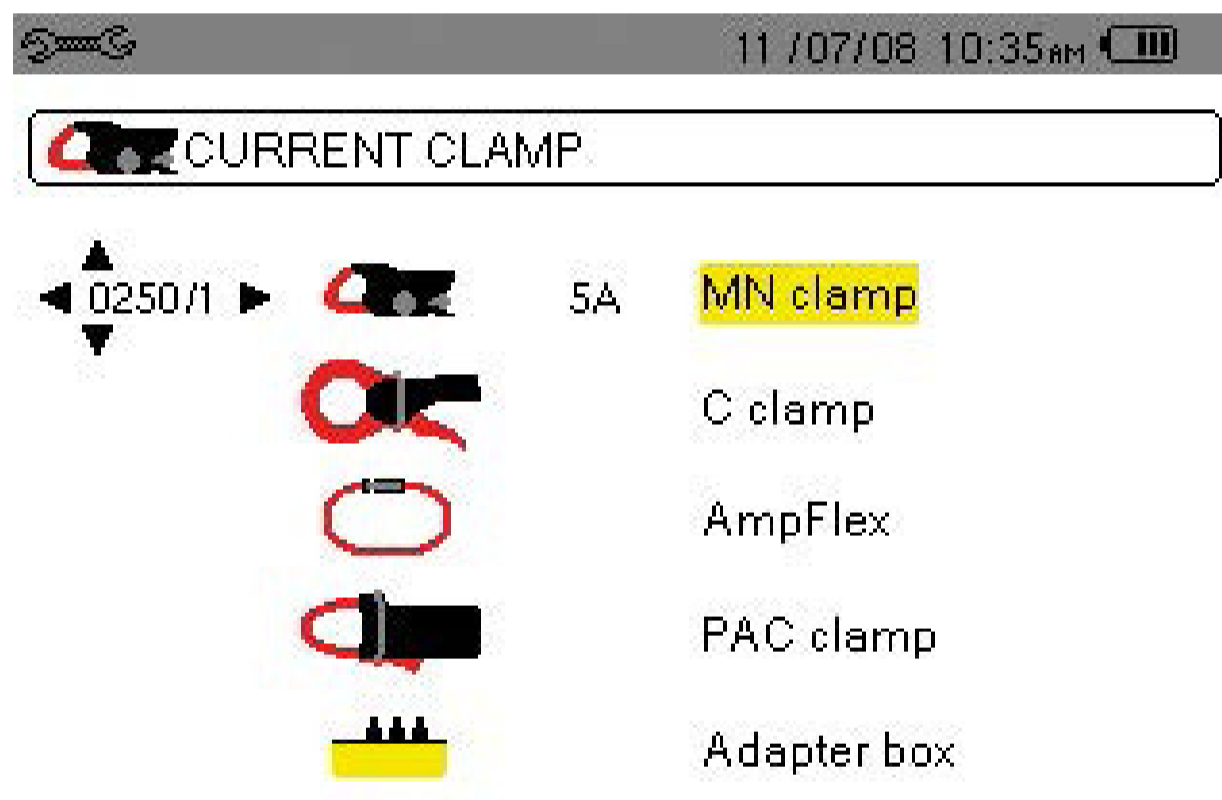 11 /07/08 10:35AM
CURRENT CLAMP
0250/1 5A MN clamp
C clamp
AmpFlex
PAC clamp
Adapter box